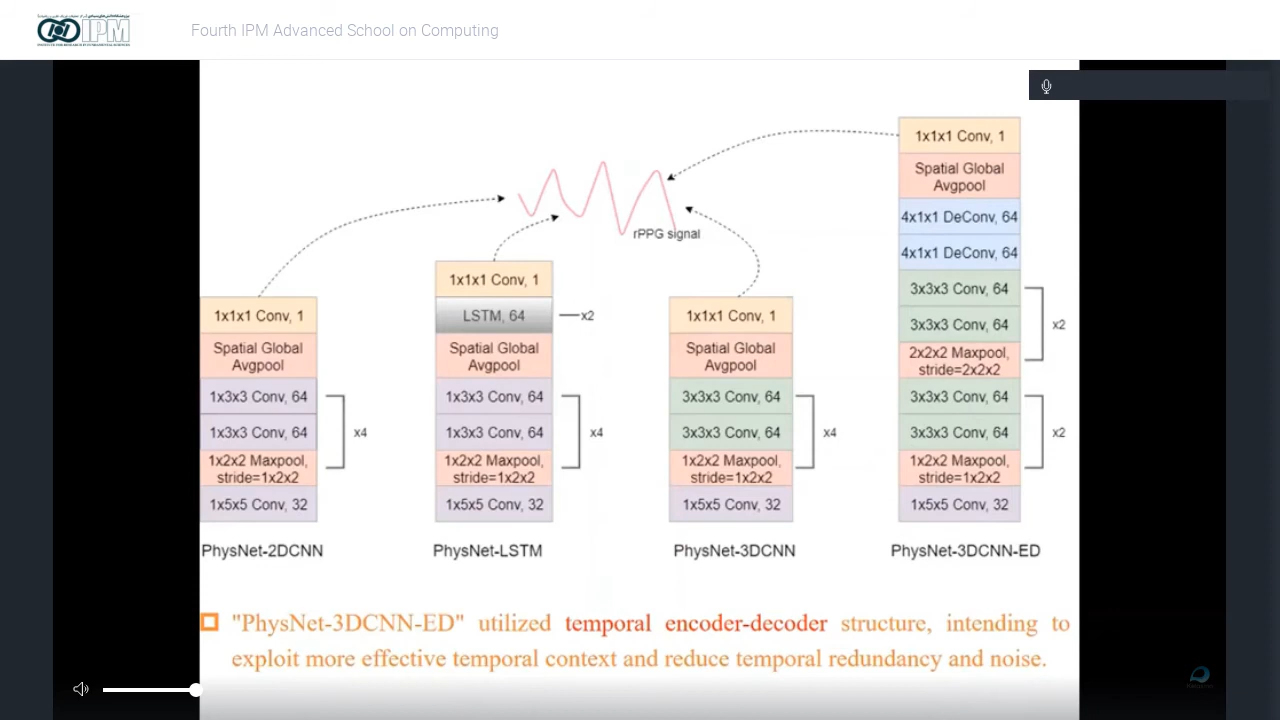 IPM
INSTITUTE FOR RESEARCH IN FUNDAMENTAL SCIENCES
Fourth IPM Advanced School on Computing
rPPG signal
1x1x1 Conv, 1
Spatial Global
Avgpool
1x3x3 Conv, 64
1x3x3 Conv, 64
x4
1x2x2 Maxpool,
stride=1x2x2
1x5x5 Conv, 32
PhysNet-2DCNN
1x1x1 Conv, 1
LSTM, 64
x2
Spatial Global
Avgpool
1x3x3 Conv, 64
1x3x3 Conv, 64
x4
1x2x2 Maxpool,
stride=1x2x2
1x5x5 Conv, 32
PhysNet-LSTM
1x1x1 Conv, 1
Spatial Global
Avgpool
3x3x3 Conv, 64
3x3x3 Conv, 64
x4
1x2x2 Maxpool,
stride=1x2x2
1x5x5 Conv, 32
PhysNet-3DCNN
1x1x1 Conv, 1
Spatial Global
Avgpool
4x1x1 DeConv, 64
4x1x1 DeConv, 64
3x3x3 Conv, 64
3x3x3 Conv, 64
x2
2x2x2 Maxpool,
stride=2x2x2
3x3x3 Conv, 64
3x3x3 Conv, 64
x2
1x2x2 Maxpool,
stride=1x2x2
1x5x5 Conv, 32
PhysNet-3DCNN-ED
"PhysNet-3DCNN-ED" utilized temporal encoder-decoder structure, intending to
exploit more effective temporal context and reduce temporal redundancy and noise.